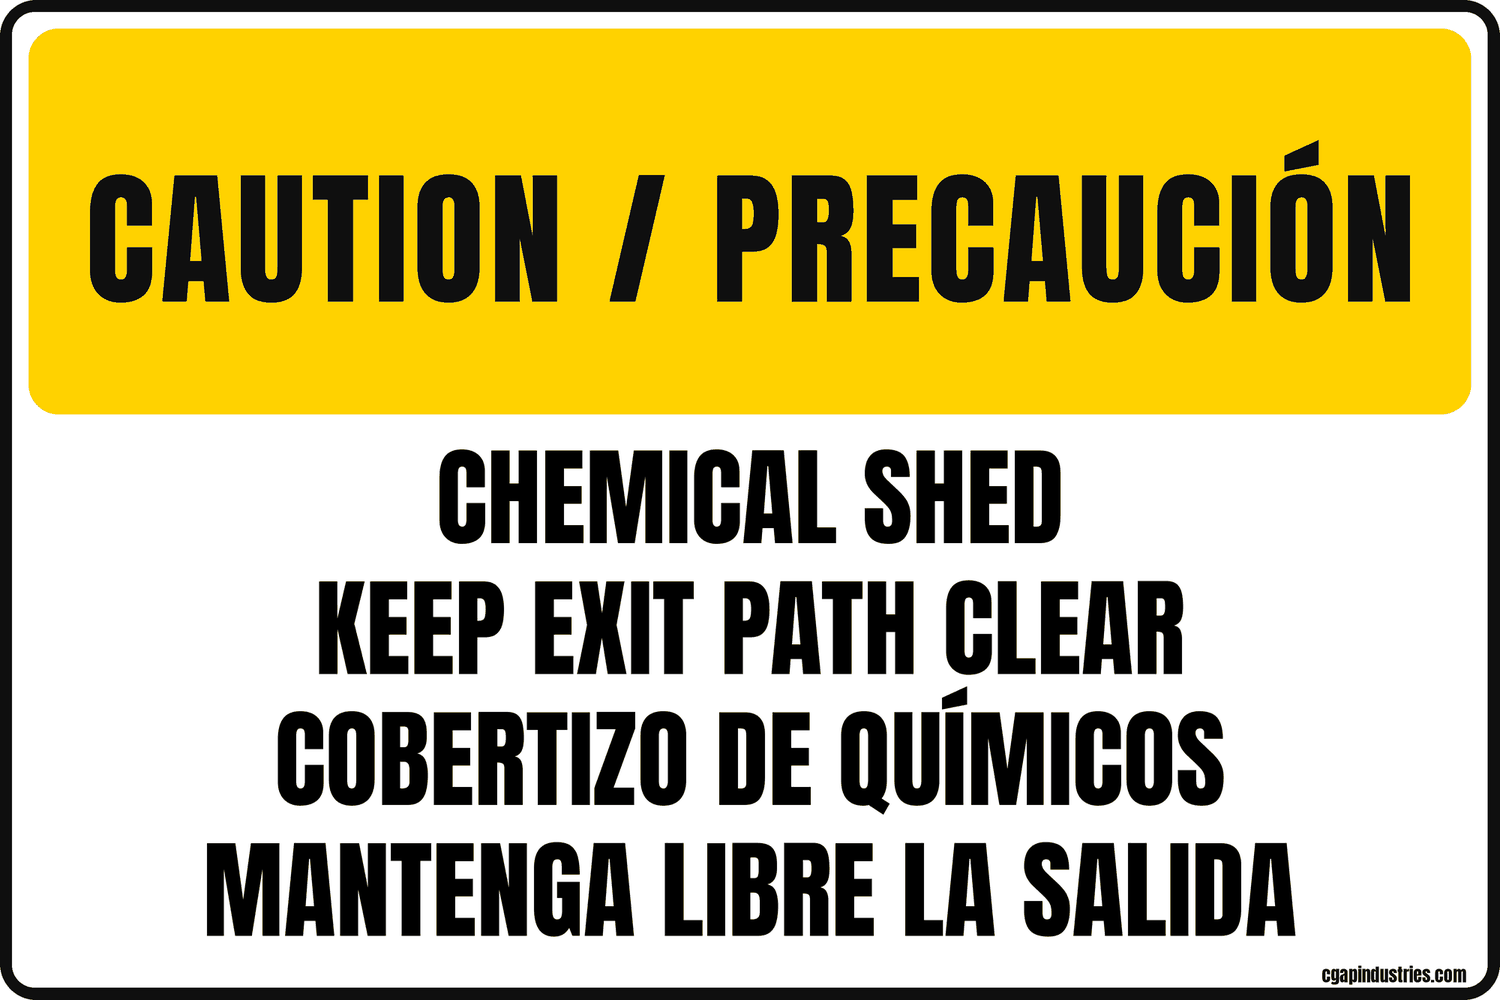 CAUTION / PRECAUCIÓN
CHEMICAL SHED
KEEP EXIT PATH CLEAR
COBERTIZO DE QUÍMICOS
MANTENGA LIBRE LA SALIDA
cgapindustries.com